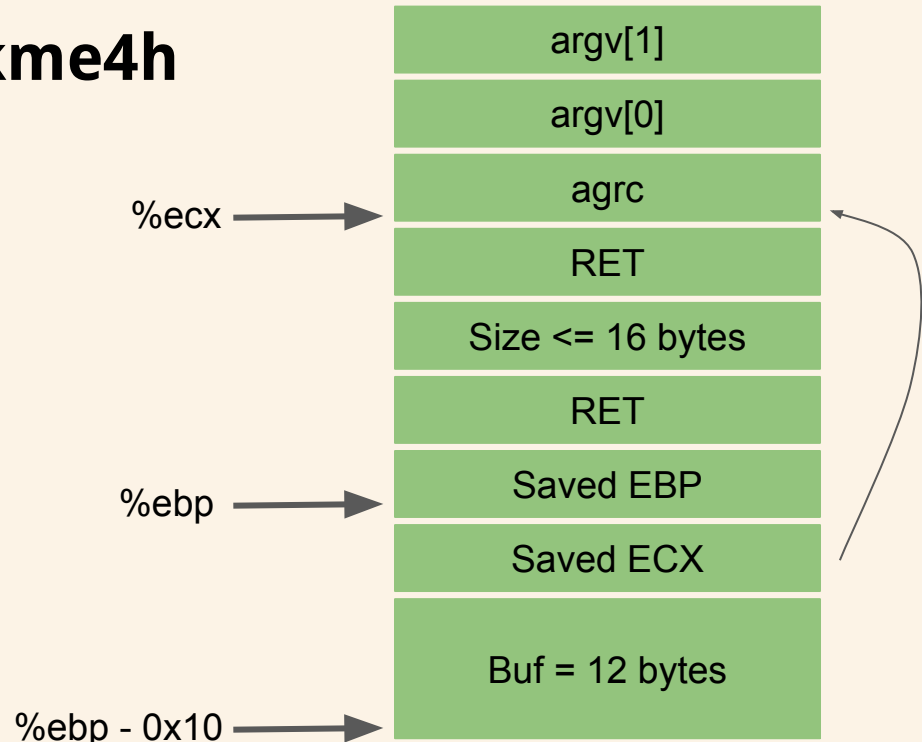 me4h
argv[1]
argv[0]
agrc
%ecx
RET
Size <= 16 bytes
RET
Saved EBP
%ebp
Saved ECX
Buf = 12 bytes
%ebp - 0x10